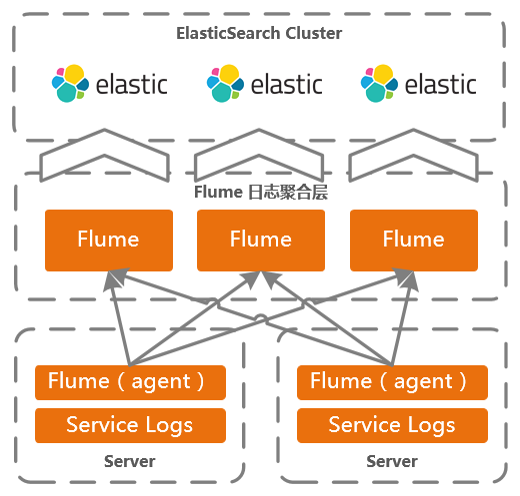 ElasticSearch Cluster
elastic elastic elastic
Flume 日志聚合层
Flume Flume Flume
Flume（agent） Flume（agent）
Service Logs Service Logs
Server Server